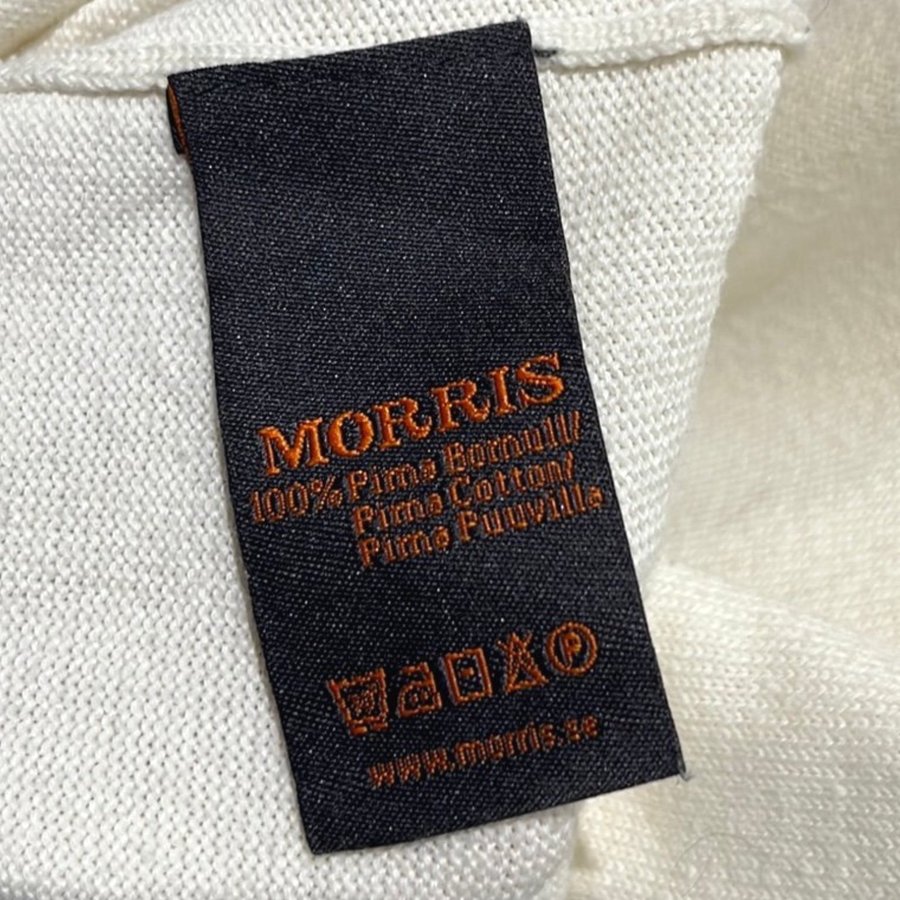 MORRIS
100% Pima Bomull/
Pima Cotton/
Pima Puuvilla
P
www.morris.se